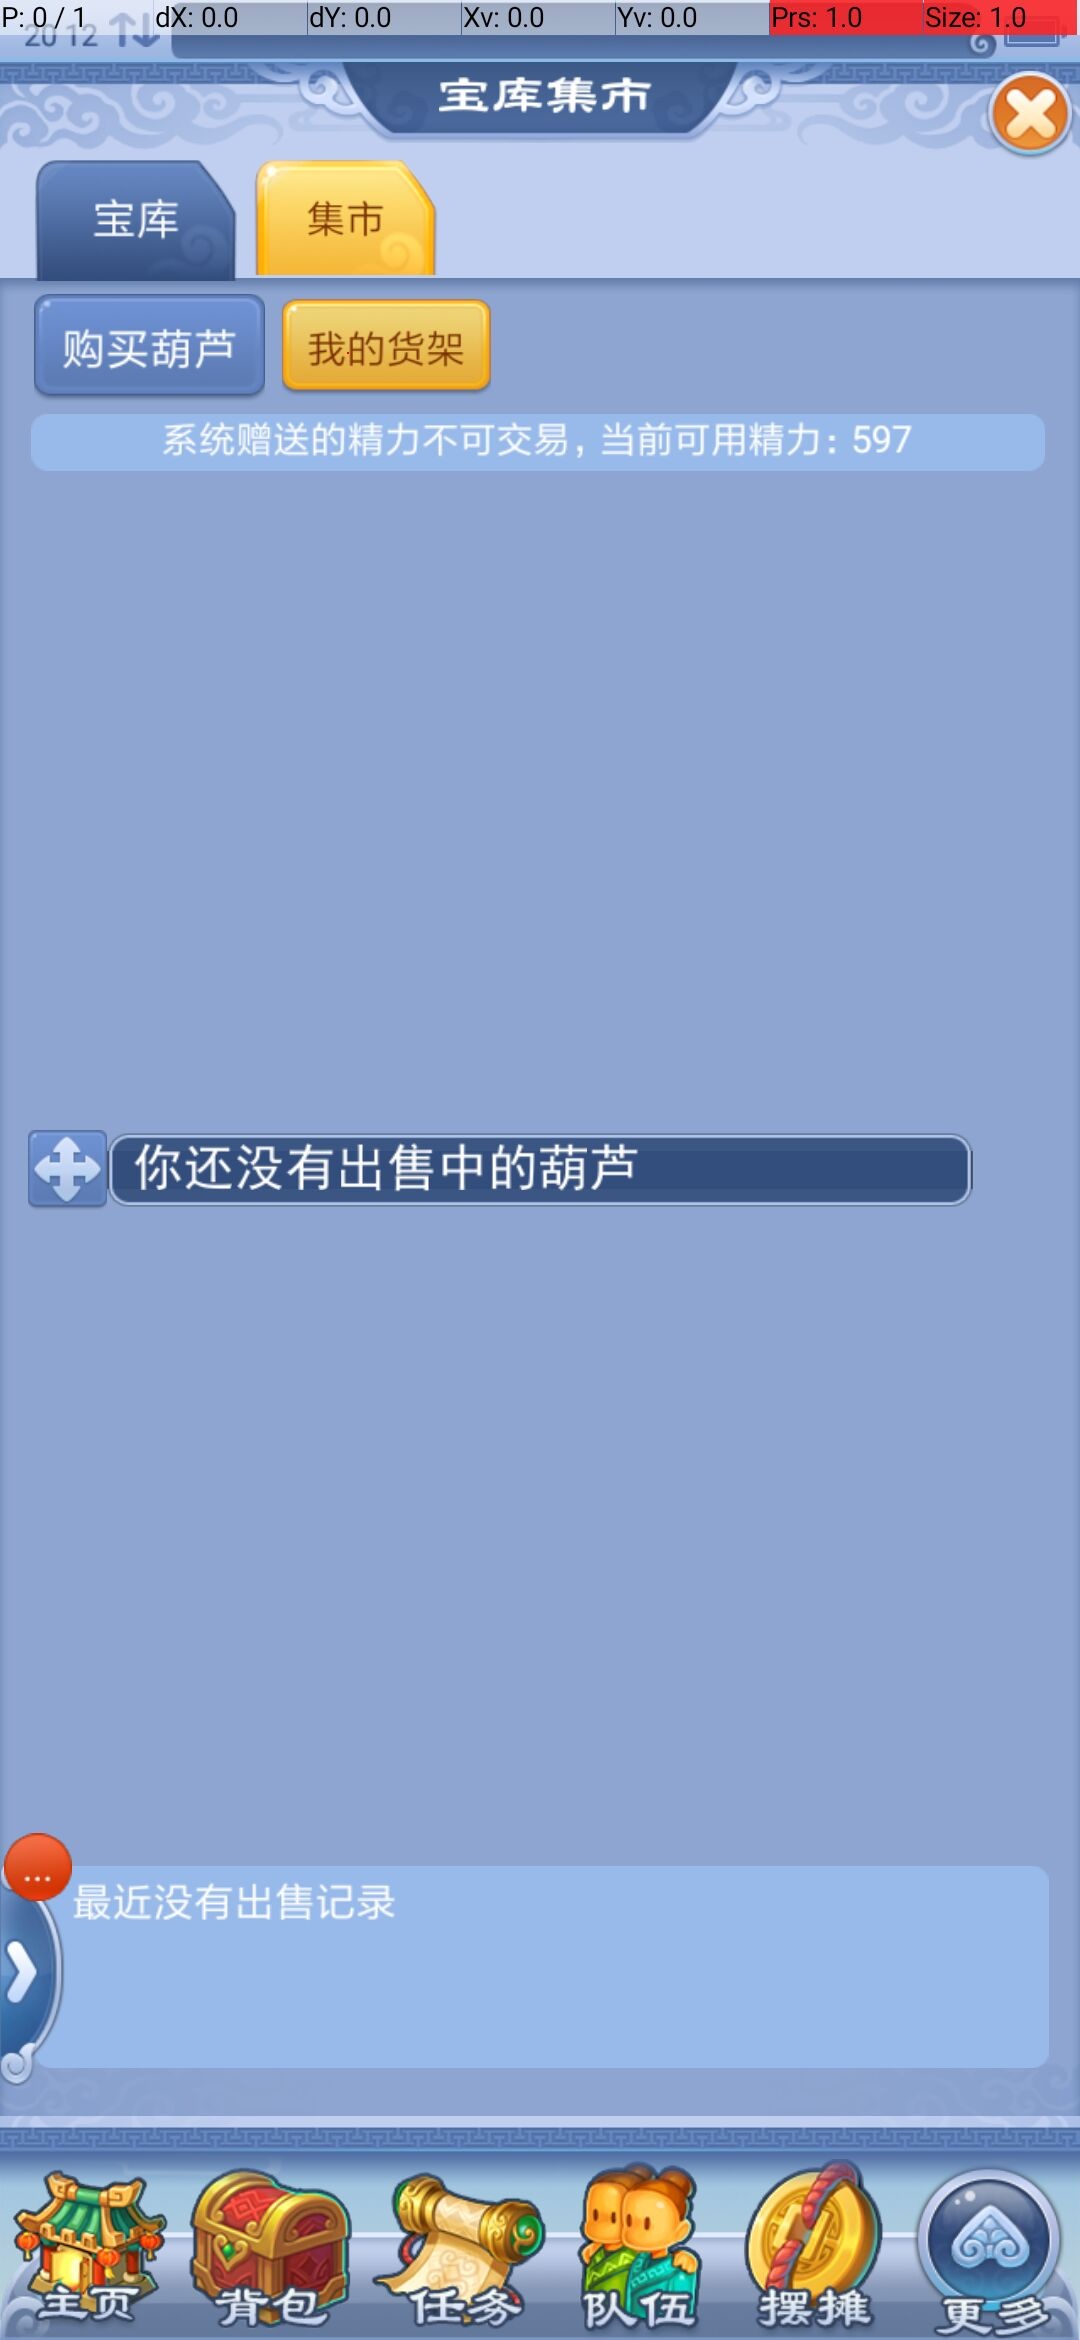 P: 0 / 1 dX: 0.0 dY: 0.0 Xv: 0.0 Yv: 0.0 Prs: 1.0 Size: 1.0
20 12
宝库集市
宝库 集市
购买葫芦 我的货架
系统赠送的精力不可交易，当前可用精力：597
你还没有出售中的葫芦
...
最近没有出售记录
主页 背包 任务 队伍 摆摊 更多